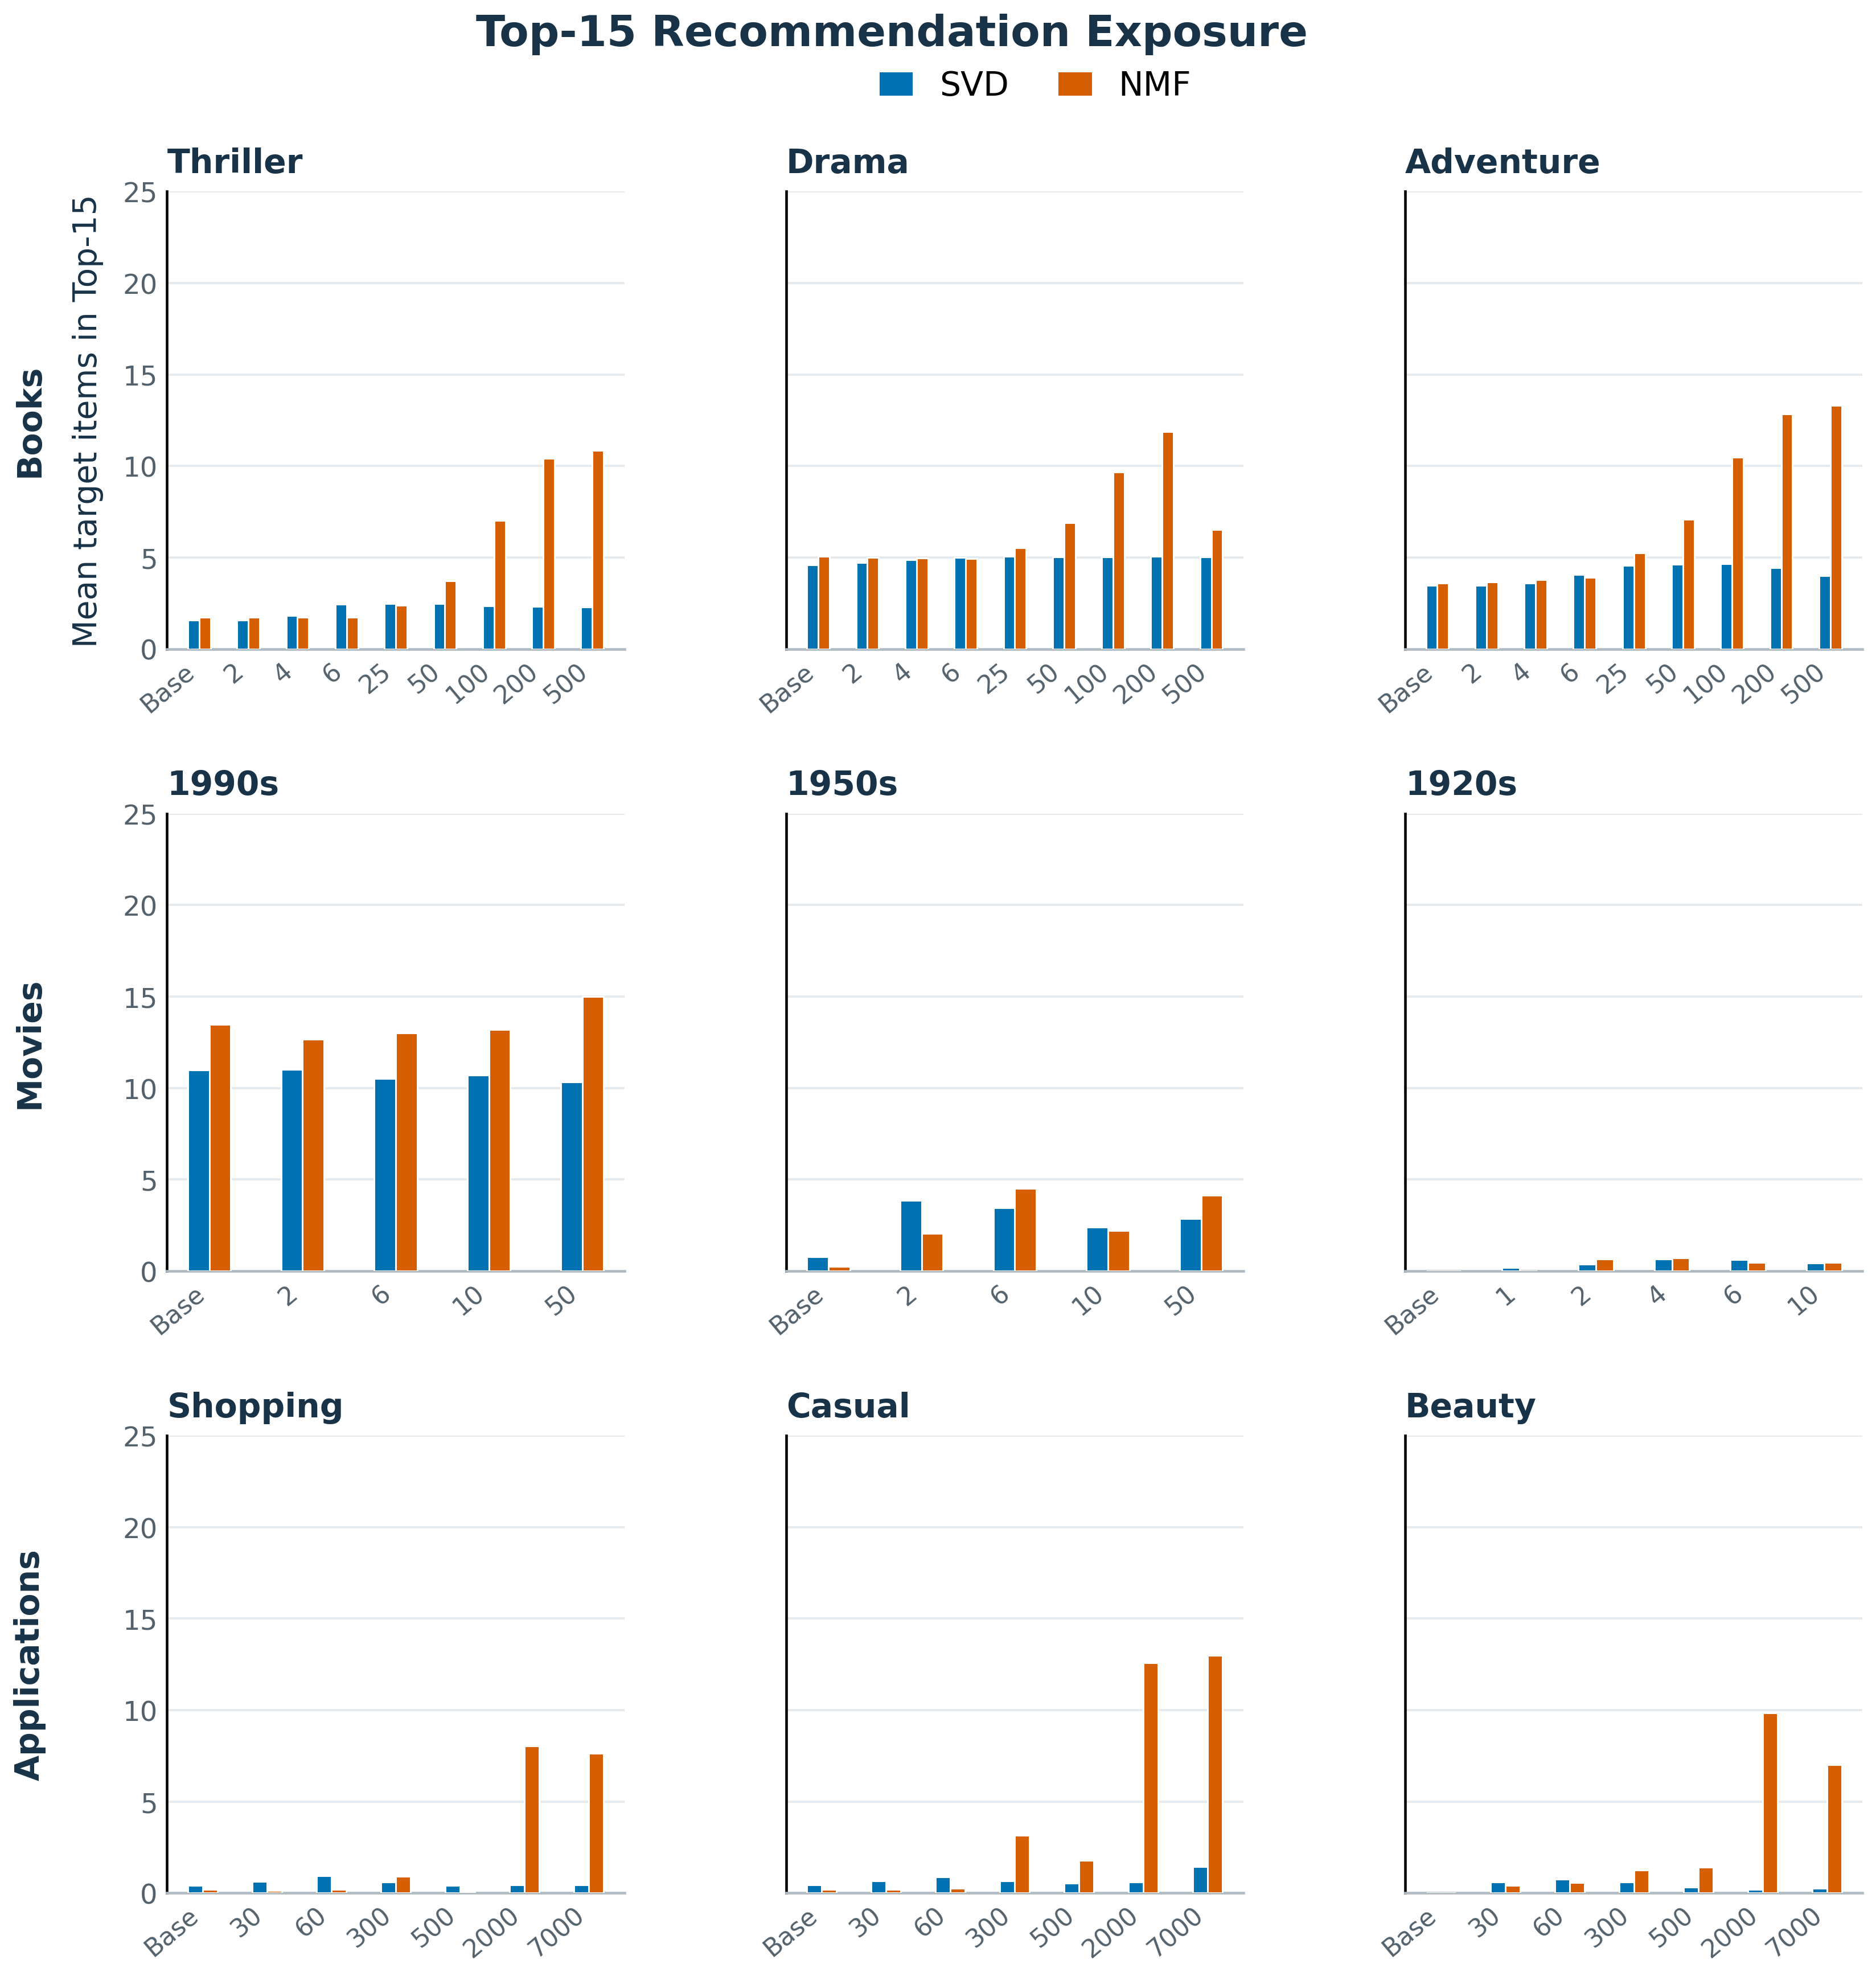 Top-15 Recommendation Exposure
SVD NMF
Books
Mean target items in Top-15
Thriller
25
20
15
10
5
0
Base 2 4 6 25 50 100 200 500
Drama
Base 2 4 6 25 50 100 200 500
Adventure
Base 2 4 6 25 50 100 200 500
Movies
1990s
25
20
15
10
5
0
Base 2 6 10 50
1950s
Base 2 6 10 50
1920s
Base 1 2 4 6 10
Applications
Shopping
25
20
15
10
5
0
Base 30 60 300 500 2000 7000
Casual
Base 30 60 300 500 2000 7000
Beauty
Base 30 60 300 500 2000 7000